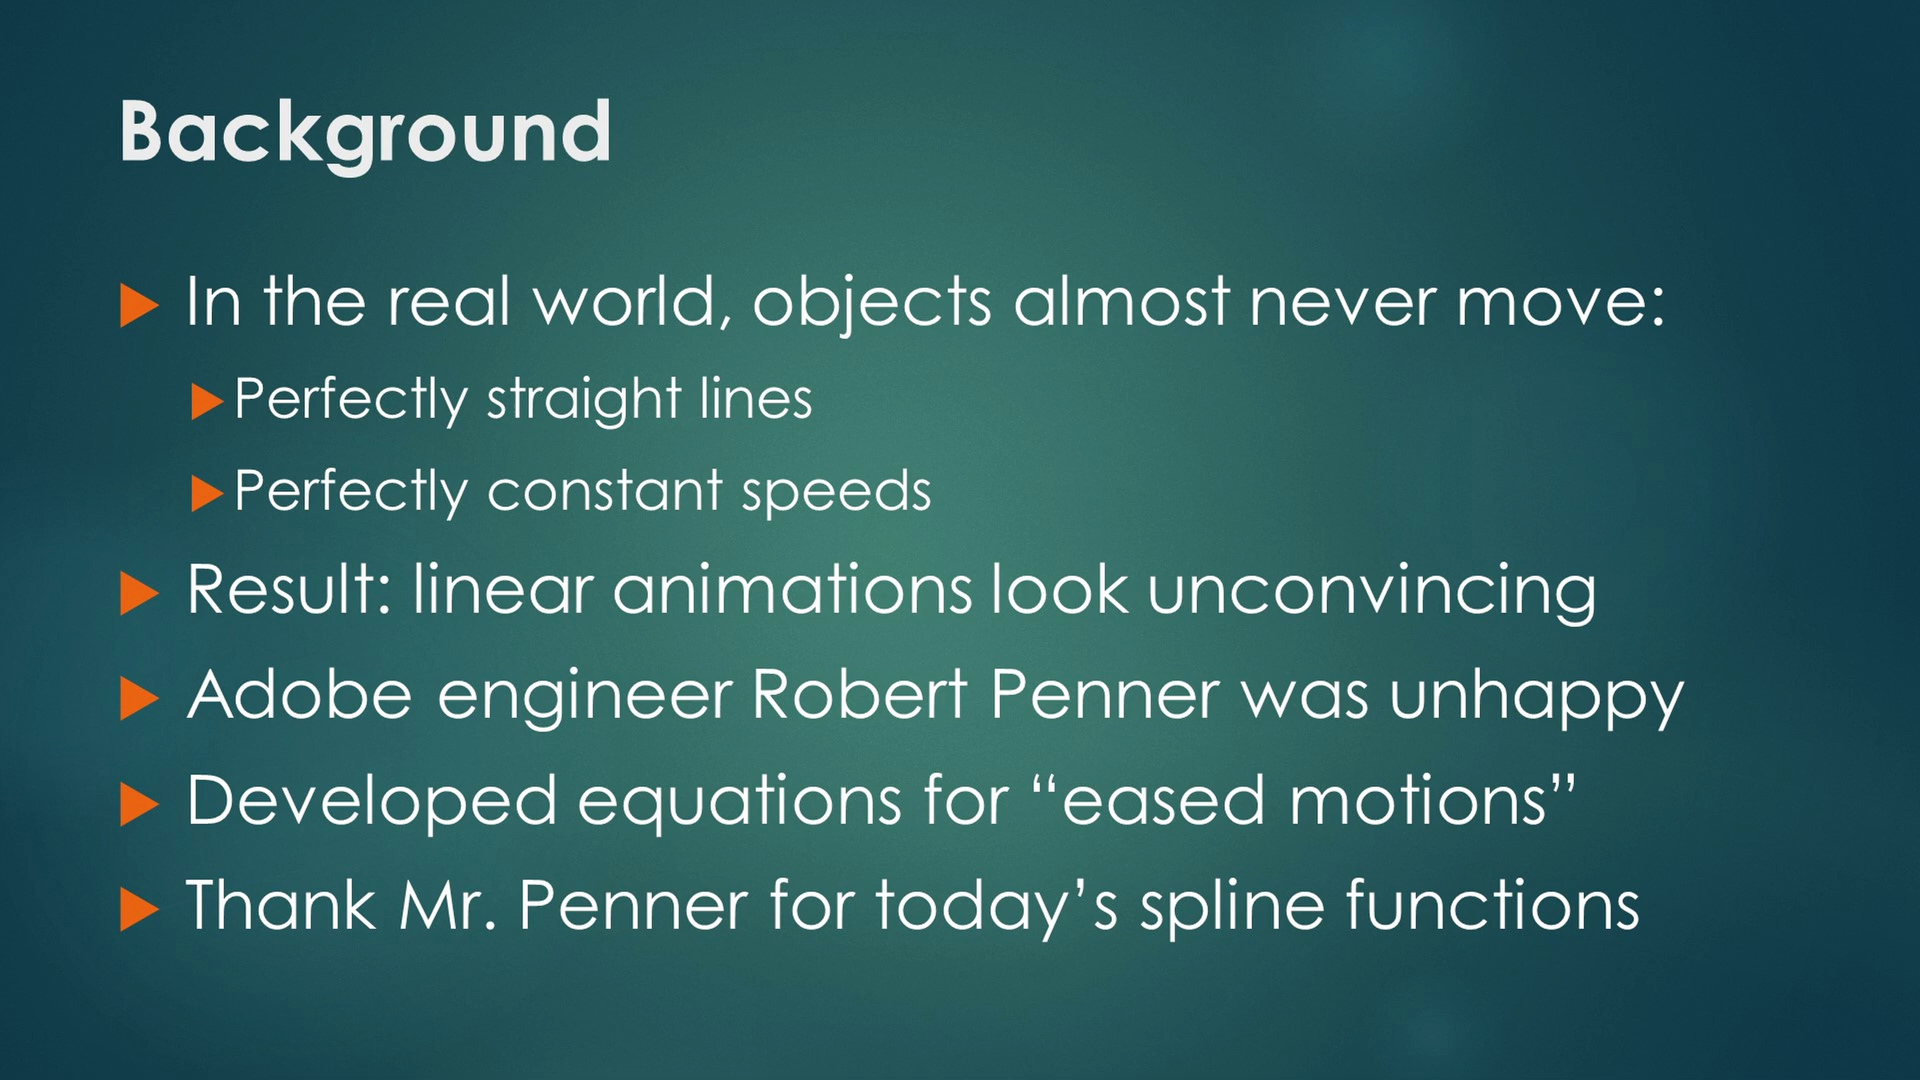 Background
In the real world, objects almost never move:
Perfectly straight lines
Perfectly constant speeds
Result: linear animations look unconvincing
Adobe engineer Robert Penner was unhappy
Developed equations for “eased motions”
Thank Mr. Penner for today’s spline functions